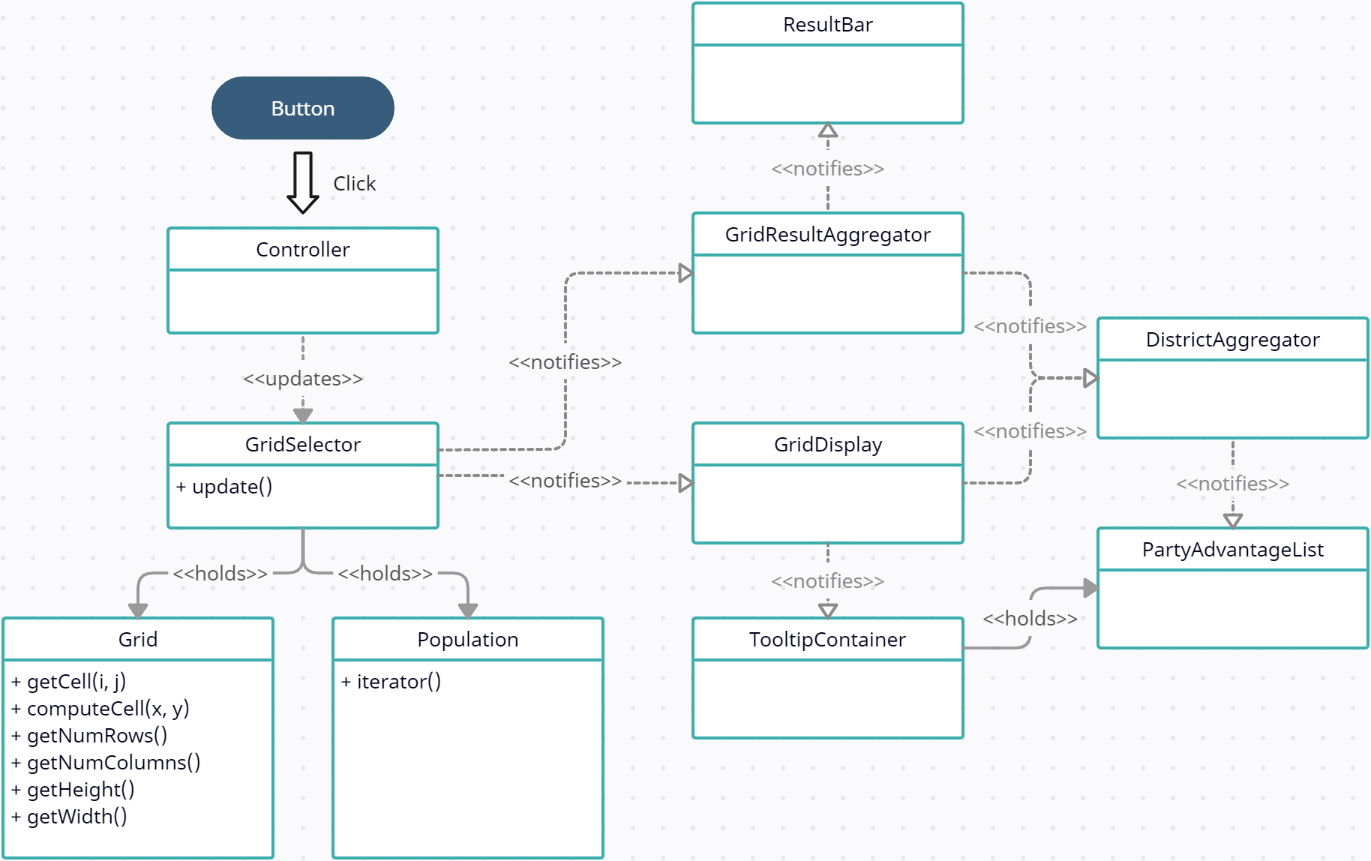 ResultBar
Button
<<notifies>>
Click
Controller
GridResultAggregator
<<notifies>>
DistrictAggregator
<<updates>>
<<notifies>>
GridSelector
+ update()
<<notifies>>
GridDisplay
<<notifies>>
<<notifies>>
PartyAdvantageList
<<holds>>
<<holds>>
<<notifies>>
<<holds>>
Grid
+ getCell(i, j)
+ computeCell(x, y)
+ getNumRows()
+ getNumColumns()
+ getHeight()
+ getWidth()
Population
+ iterator()
TooltipContainer